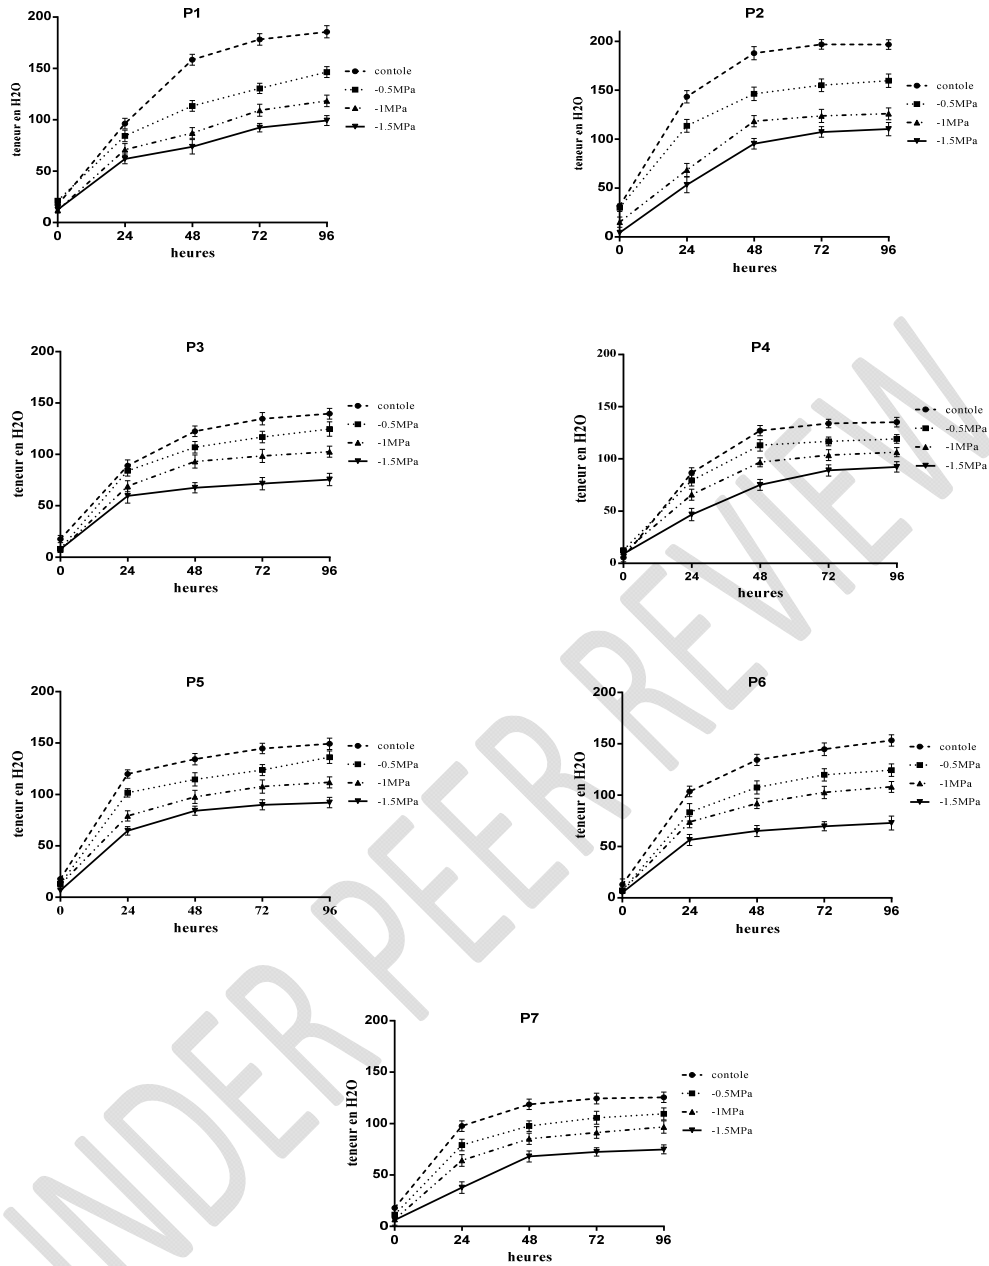 P1
200
150
100
50
0
teneur en H2O
0 24 48 72 96
heures
contole
-0.5MPa
-1MPa
-1.5MPa
P2
200
150
100
50
0
teneur en H2O
0 24 48 72 96
heures
contole
-0.5MPa
-1MPa
-1.5MPa
P3
200
150
100
50
0
teneur en H2O
0 24 48 72 96
heures
contole
-0.5MPa
-1MPa
-1.5MPa
P4
200
150
100
50
0
teneur en H2O
0 24 48 72 96
heures
contole
-0.5MPa
-1MPa
-1.5MPa
P5
200
150
100
50
0
teneur en H2O
0 24 48 72 96
heures
contole
-0.5MPa
-1MPa
-1.5MPa
P6
200
150
100
50
0
teneur en H2O
0 24 48 72 96
heures
contole
-0.5MPa
-1MPa
-1.5MPa
P7
200
150
100
50
0
teneur en H2O
0 24 48 72 96
heures
contole
-0.5MPa
-1MPa
-1.5MPa
UNDER PEER REVIEW